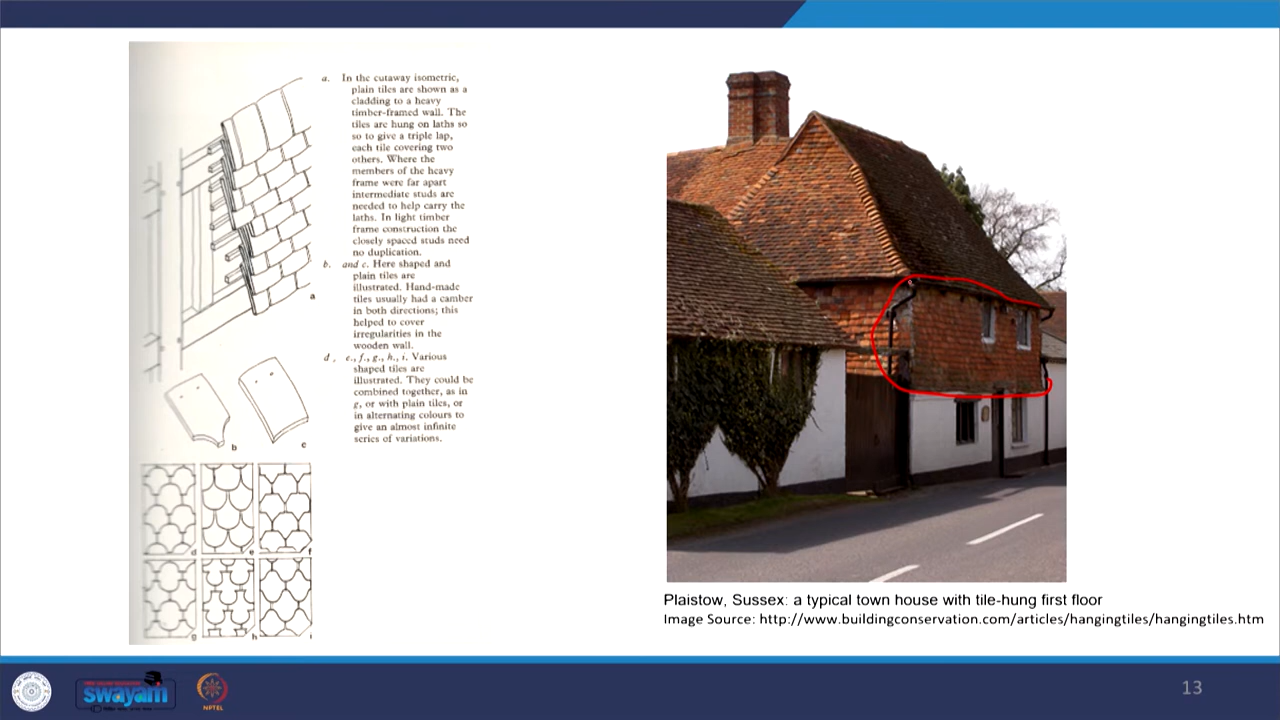 a. In the cutaway isometric,
plain tiles are shown as a
cladding to a heavy
timber-framed wall. The
tiles are hung on laths so
so to give a triple lap,
each tile covering two
others. Where the
members of the heavy
frame were far apart
intermediate studs are
needed to help carry the
laths. In light timber
frame construction the
closely spaced studs need
no duplication.
b. and c. Here shaped and
plain tiles are
illustrated. Hand-made
tiles usually had a camber
in both directions; this
helped to cover
irregularities in the
wooden wall.
d, e., f., g., h., i. Various
shaped tiles are
illustrated. They could be
combined together, as in
g, or with plain tiles, or
in alternating colours to
give an almost infinite
series of variations.
a
b
c
d
e
f
g
h
i
Plaistow, Sussex: a typical town house with tile-hung first floor
Image Source: http://www.buildingconservation.com/articles/hangingtiles/hangingtiles.htm
swayam
NPTEL
13